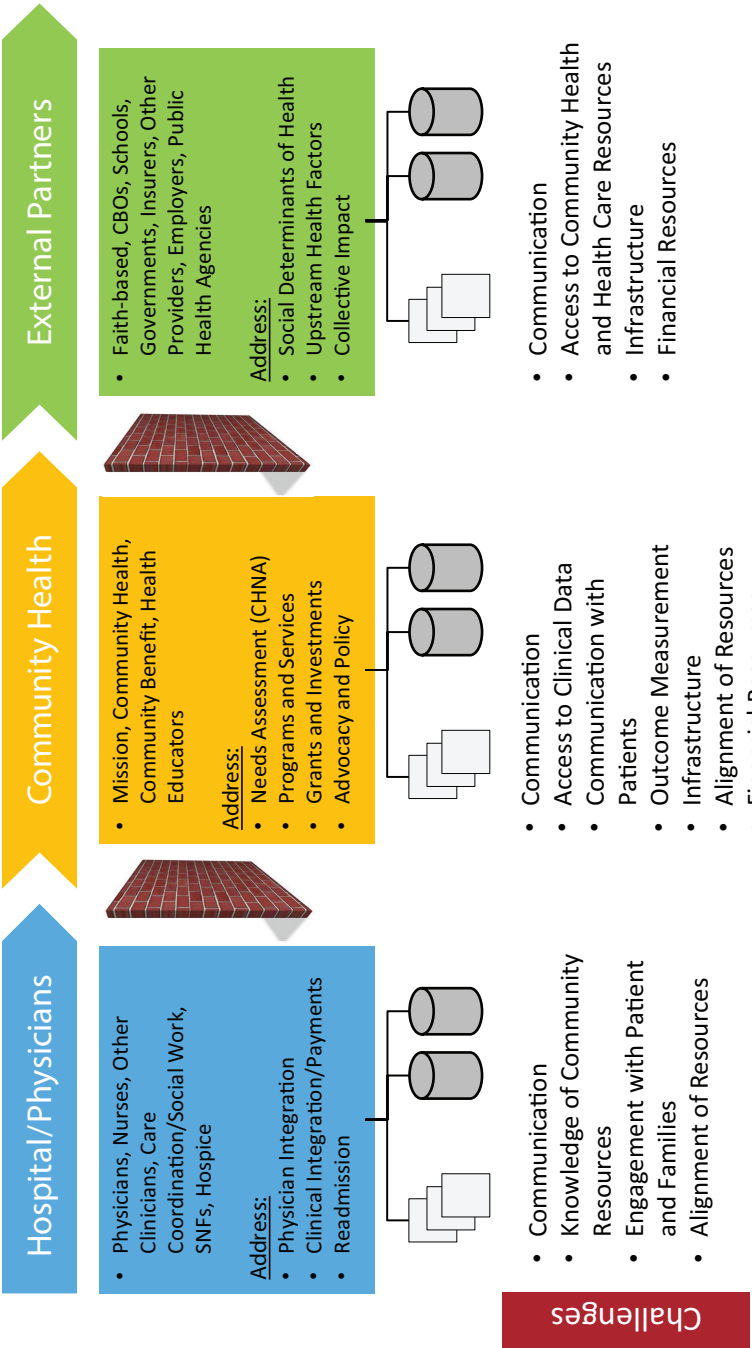 Hospital/Physicians
Community Health
External Partners
• Physicians, Nurses, Other
Clinicians, Care
Coordination/Social Work,
SNFs, Hospice
Address:
• Physician Integration
• Clinical Integration/Payments
• Readmission
• Mission, Community Health,
Community Benefit, Health
Educators
Address:
• Needs Assessment (CHNA)
• Programs and Services
• Grants and Investments
• Advocacy and Policy
• Faith-based, CBOs, Schools,
Governments, Insurers, Other
Providers, Employers, Public
Health Agencies
Address:
• Social Determinants of Health
• Upstream Health Factors
• Collective Impact
Challenges
• Communication
• Knowledge of Community
Resources
• Engagement with Patient
and Families
• Alignment of Resources
• Communication
• Access to Clinical Data
• Communication with
Patients
• Outcome Measurement
• Infrastructure
• Alignment of Resources
• Communication
• Access to Community Health
and Health Care Resources
• Infrastructure
• Financial Resources